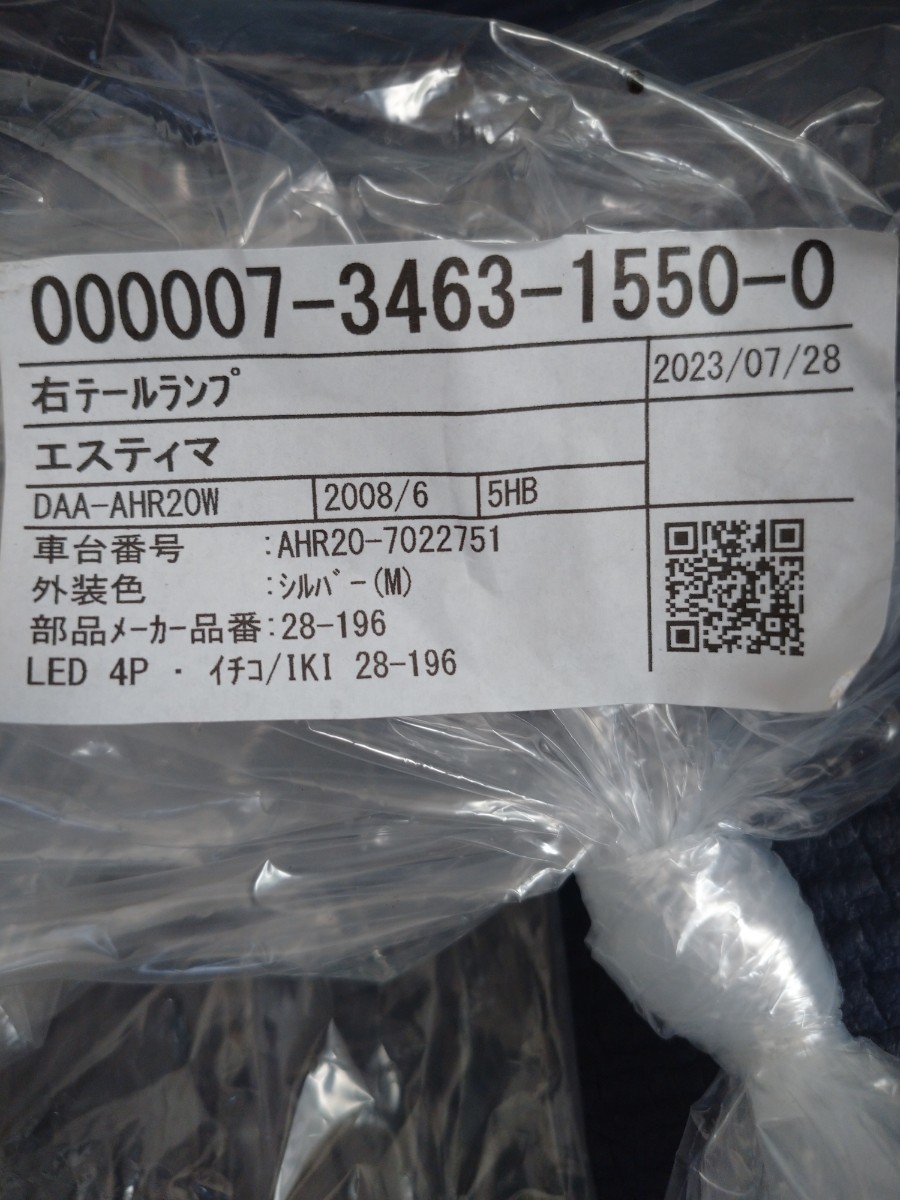 000007-3463-1550-0
右ﾃｰﾙﾗﾝﾌﾟ
2023/07/28
エスティマ
DAA-AHR20W 2008/6 5HB
車台番号 :AHR20-7022751
外装色 :ｼﾙﾊﾞｰ(M)
部品ﾒｰｶｰ品番:28-196
LED 4P ・ ｲﾁｺ/IKI 28-196